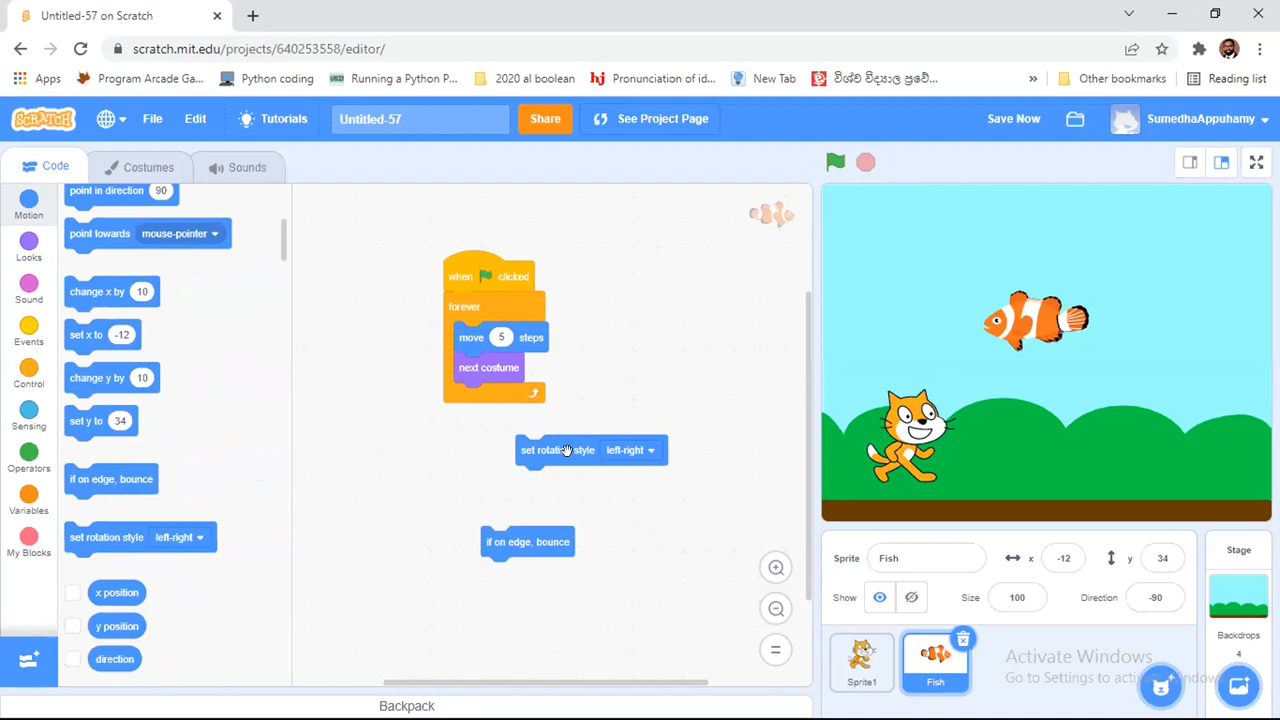 Untitled-57 on Scratch
scratch.mit.edu/projects/640253558/editor/
Apps Program Arcade Ga... Python coding Running a Python P... 2020 al boolean hj Pronunciation of id... New Tab විශ්ව විද්‍යාල ප්‍රවේ... » Other bookmarks Reading list
SCRATCH File Edit Tutorials Untitled-57 Share See Project Page Save Now SumedhaAppuhamy
Code Costumes Sounds
Motion
Looks
Sound
Events
Control
Sensing
Operators
Variables
My Blocks
point in direction 90
point towards mouse-pointer
change x by 10
set x to -12
change y by 10
set y to 34
if on edge, bounce
set rotation style left-right
x position
y position
direction
when clicked
forever
move 5 steps
next costume
set rotation style left-right
if on edge, bounce
Sprite Fish x -12 y 34
Show Size 100 Direction -90
Sprite1
Fish
Stage
Backdrops
4
Activate Windows
Go to Settings to activate Windows.
Backpack